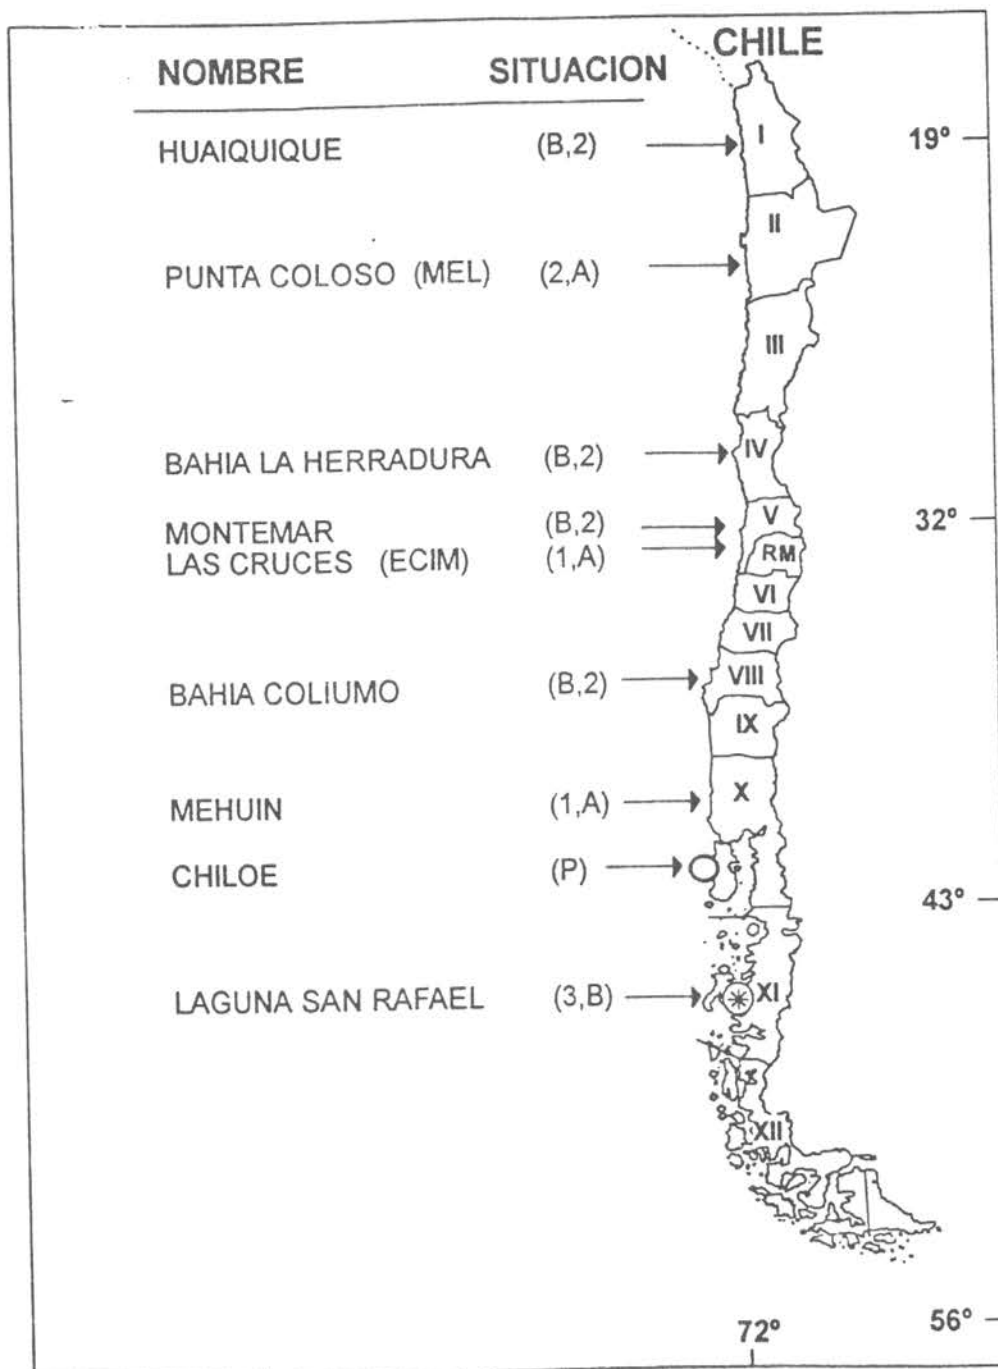 CHILE
NOMBRE SITUACION
HUAIQUIQUE (B,2)
PUNTA COLOSO (MEL) (2,A)
BAHIA LA HERRADURA (B,2)
MONTEMAR (B,2)
LAS CRUCES (ECIM) (1,A)
BAHIA COLIUMO (B,2)
MEHUIN (1,A)
CHILOE (P)
LAGUNA SAN RAFAEL (3,B)
I
II
III
IV
V
RM
VI
VII
VIII
IX
X
XI
XII
19°
32°
43°
56°
72°